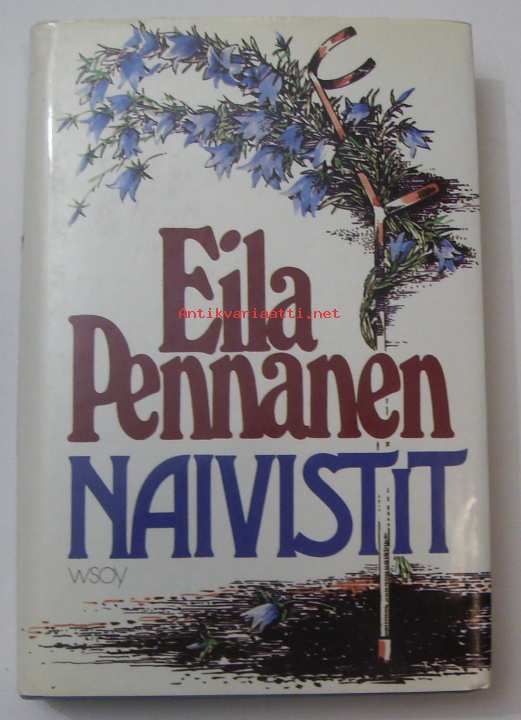 Eila
Antikvariaatti.net
Pennanen
NAIVISTIT
wsoy